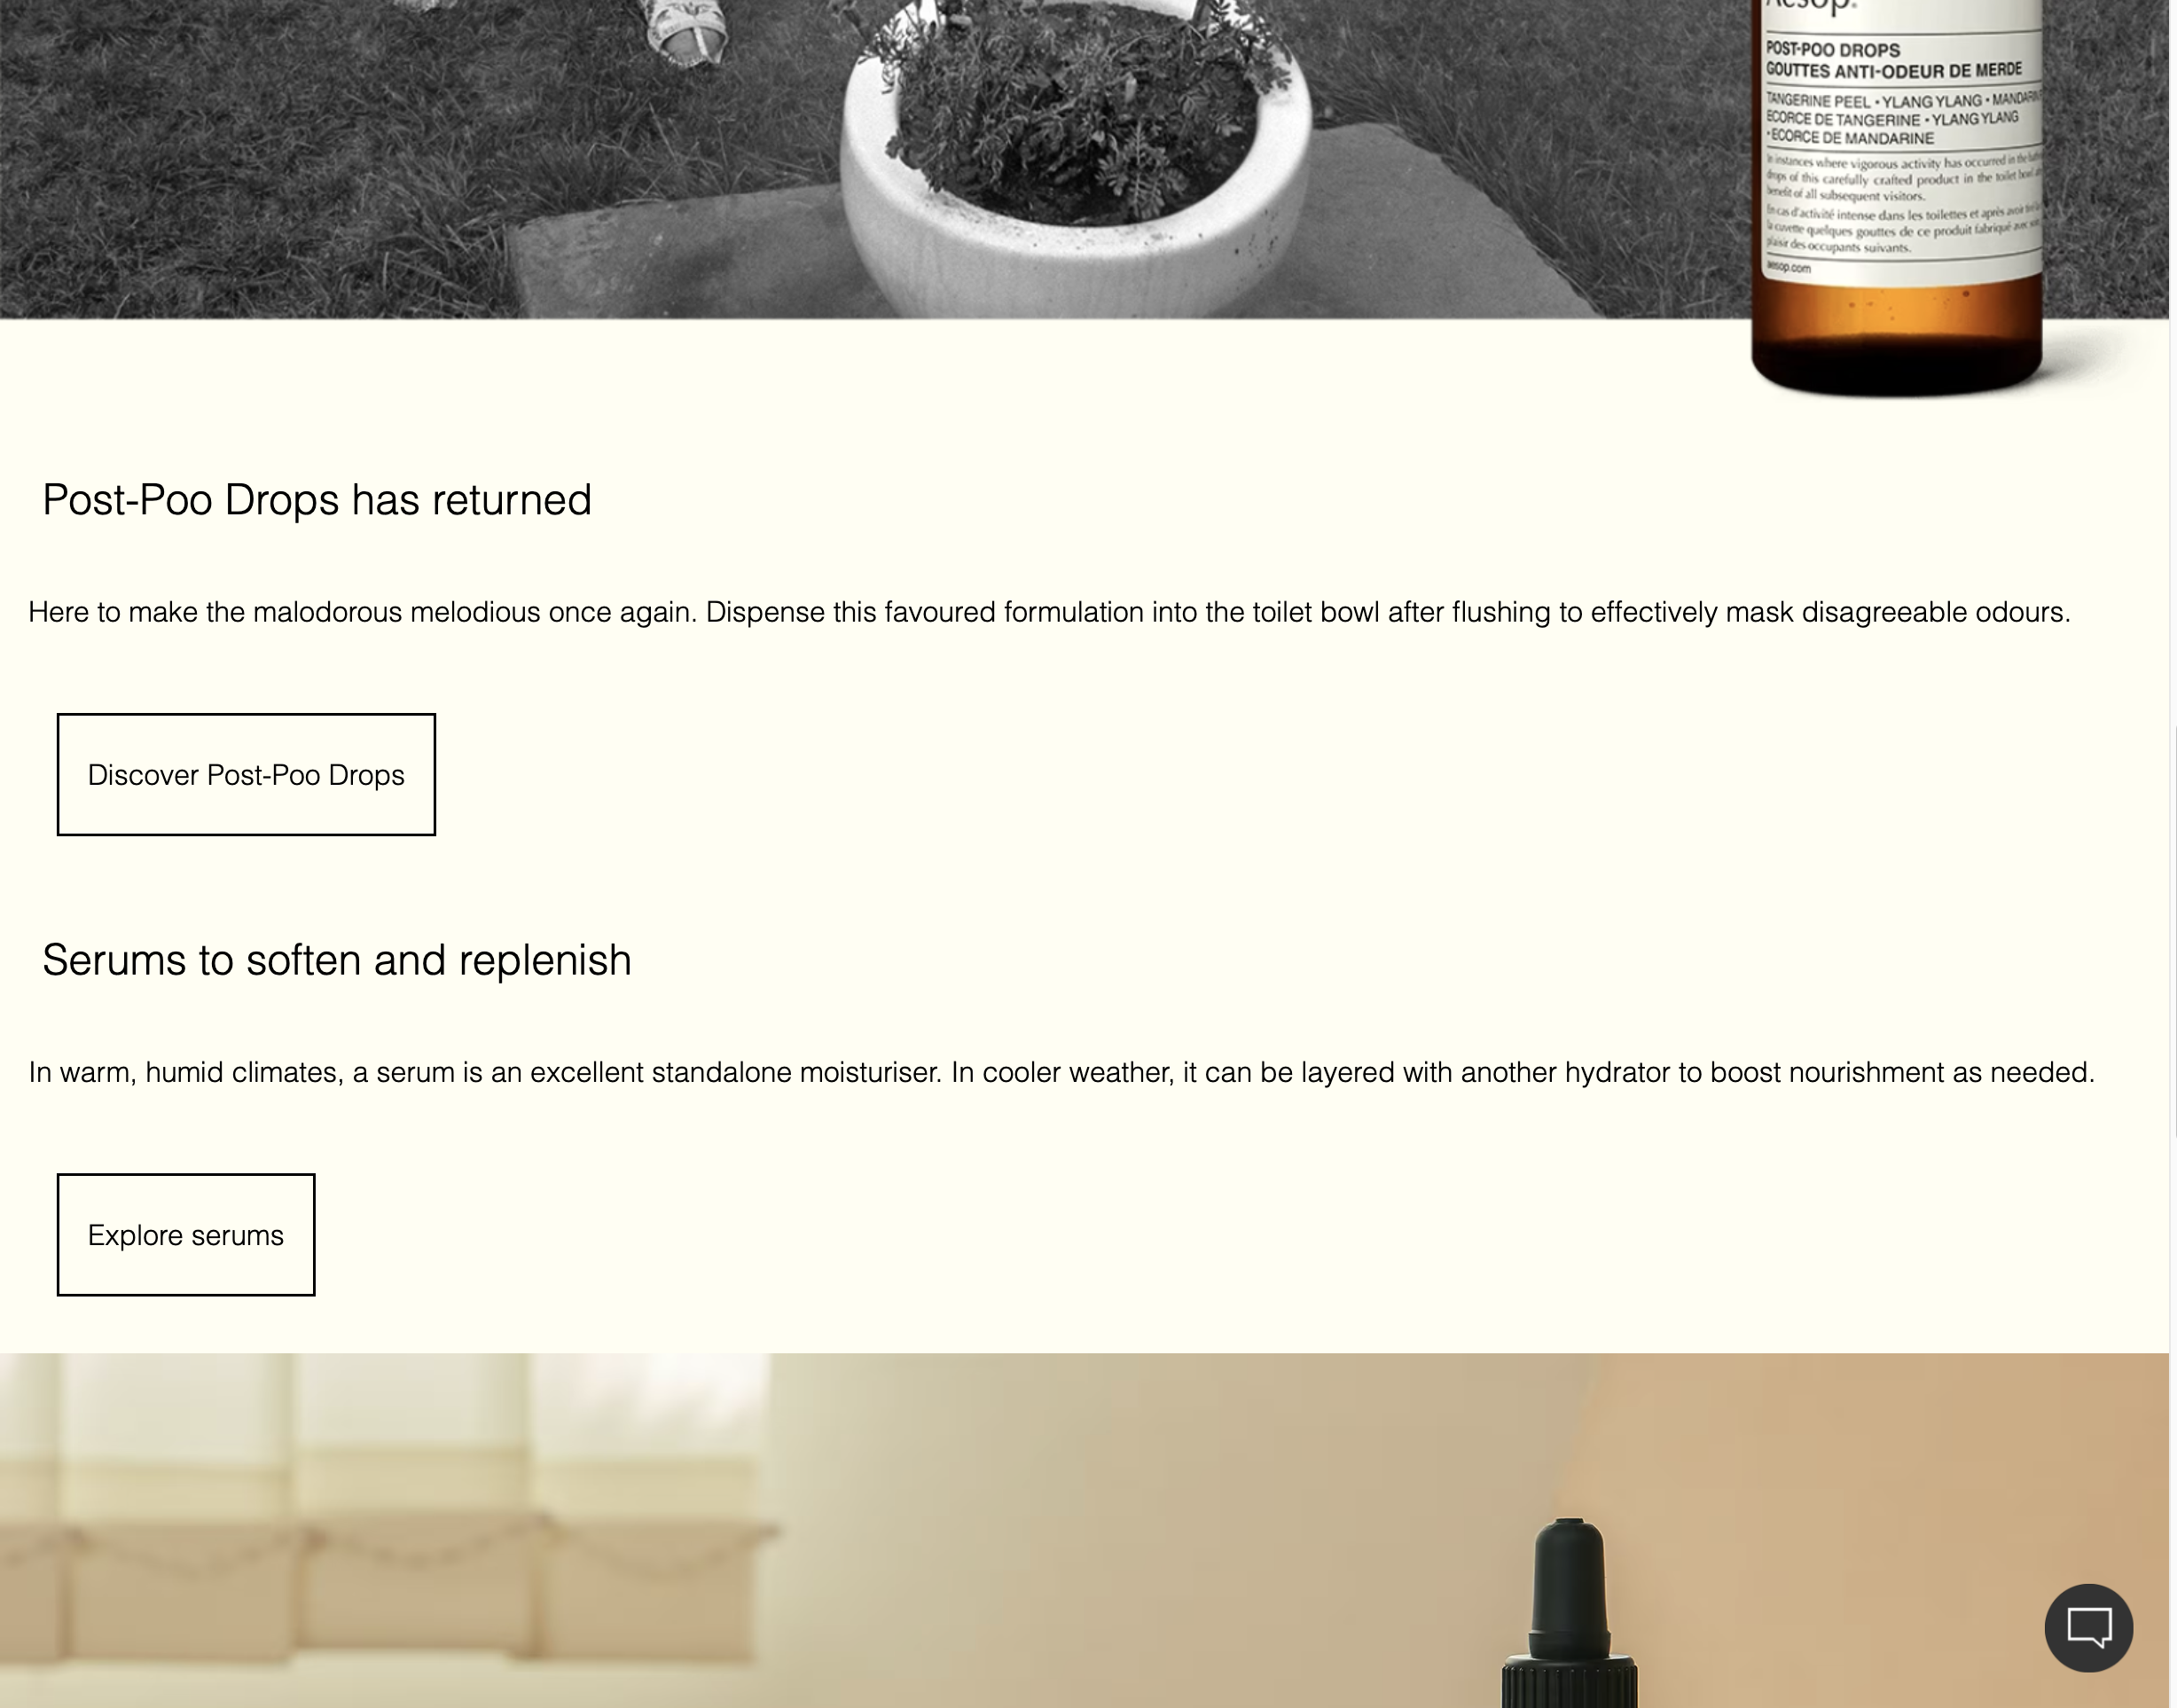 Aesop.
POST-POO DROPS
GOUTTES ANTI-ODEUR DE MERDE
TANGERINE PEEL • YLANG YLANG • MANDARIN
ECORCE DE TANGERINE • YLANG YLANG
• ECORCE DE MANDARINE
In instances where vigorous activity has occurred in the
drops of this carefully crafted product in the toilet bowl
benefit of all subsequent visitors.
En cas d'activité intense dans les toilettes et après avoir
la cuvette quelques gouttes de ce produit fabriqué avec
plaisir des occupants suivants.
aesop.com
Post-Poo Drops has returned
Here to make the malodorous melodious once again. Dispense this favoured formulation into the toilet bowl after flushing to effectively mask disagreeable odours.
Discover Post-Poo Drops
Serums to soften and replenish
In warm, humid climates, a serum is an excellent standalone moisturiser. In cooler weather, it can be layered with another hydrator to boost nourishment as needed.
Explore serums